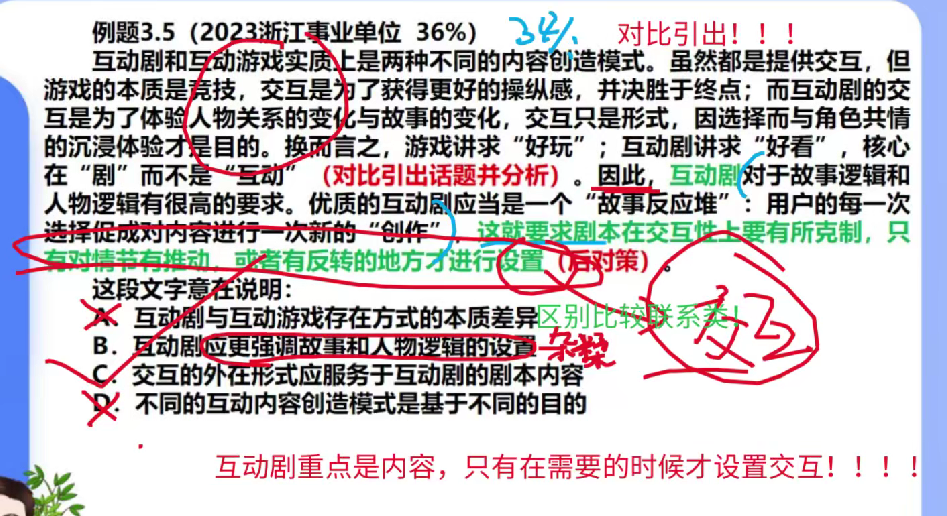 例题3.5（2023浙江事业单位 36%）
34%
对比引出！！！
互动剧和互动游戏实质上是两种不同的内容创造模式。虽然都是提供交互，但
游戏的本质是竞技，交互是为了获得更好的操纵感，并决胜于终点；而互动剧的交
互是为了体验人物关系的变化与故事的变化，交互只是形式，因选择而与角色共情
的沉浸体验才是目的。换而言之，游戏讲求“好玩”；互动剧讲求“好看”，核心
在“剧”而不是“互动”（对比引出话题并分析）。因此，互动剧对于故事逻辑和
人物逻辑有很高的要求。优质的互动剧应当是一个“故事反应堆”：用户的每一次
选择促成对内容进行一次新的“创作”，这就要求剧本在交互性上要有所克制，只
有对情节有推动，或者有反转的地方才进行设置（后对策）。
这段文字意在说明：
A．互动剧与互动游戏存在方式的本质差异
区别比较联系类！
B．互动剧应更强调故事和人物逻辑的设置
交互
C．交互的外在形式应服务于互动剧的剧本内容
D．不同的互动内容创造模式是基于不同的目的
互动剧重点是内容，只有在需要的时候才设置交互！！！！